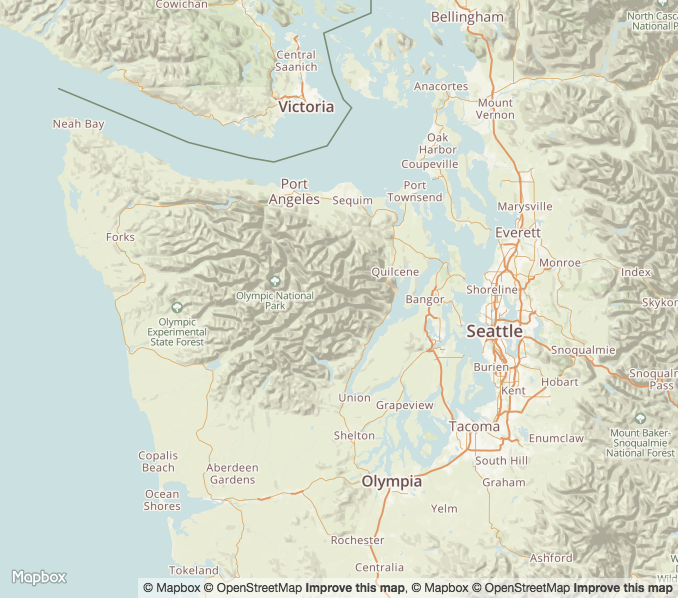 Cowichan
Bellingham
North Casca
National Pa
Central
Saanich
Anacortes
Victoria
Mount
Vernon
Neah Bay
Oak
Harbor
Coupeville
Port
Angeles
Sequim
Port
Townsend
Marysville
Everett
Forks
Monroe
Quilcene
Index
Olympic National
Park
Bangor
Shoreline
Skykon
Olympic
Experimental
State Forest
Seattle
Snoqualmie
Burien
Snoqualm
Pass
Kent
Hobart
Union
Grapeview
Tacoma
Shelton
Enumclaw
Mount Baker-
Snoqualmie
National Forest
Copalis
Beach
South Hill
Aberdeen
Gardens
Olympia
Graham
Ocean
Shores
Yelm
Rochester
Ashford
Centralia
Tokeland
Mapbox
© Mapbox © OpenStreetMap Improve this map, © Mapbox © OpenStreetMap Improve this map